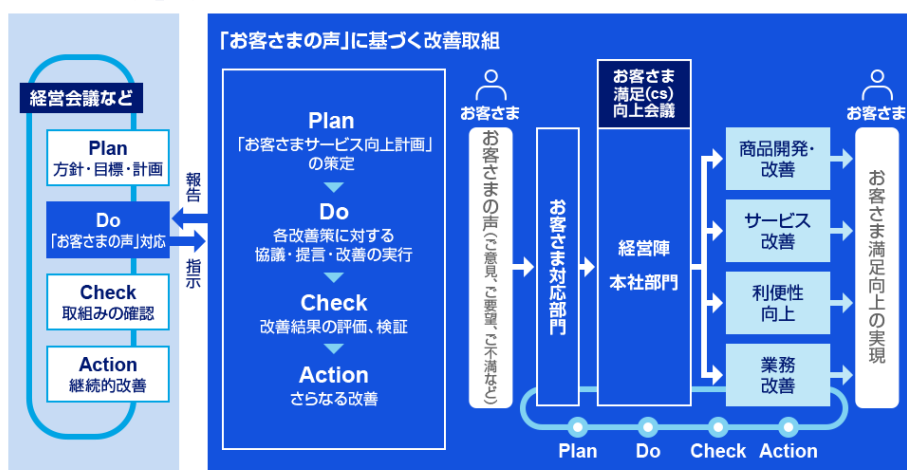 「お客さまの声」に基づく改善取組
経営会議など
Plan
方針・目標・計画
Do
「お客さまの声」対応
Check
取組みの確認
Action
継続的改善
報告
指示
Plan
「お客さまサービス向上計画」
の策定
Do
各改善策に対する
協議・提言・改善の実行
Check
改善結果の評価、検証
Action
さらなる改善
お客さま
お客さまの声(ご意見、ご要望、ご不満など)
お客さま対応部門
お客さま
満足(cs)
向上会議
経営陣
本社部門
商品開発・
改善
サービス
改善
利便性
向上
業務
改善
お客さま
お客さま満足向上の実現
Plan
Do
Check
Action